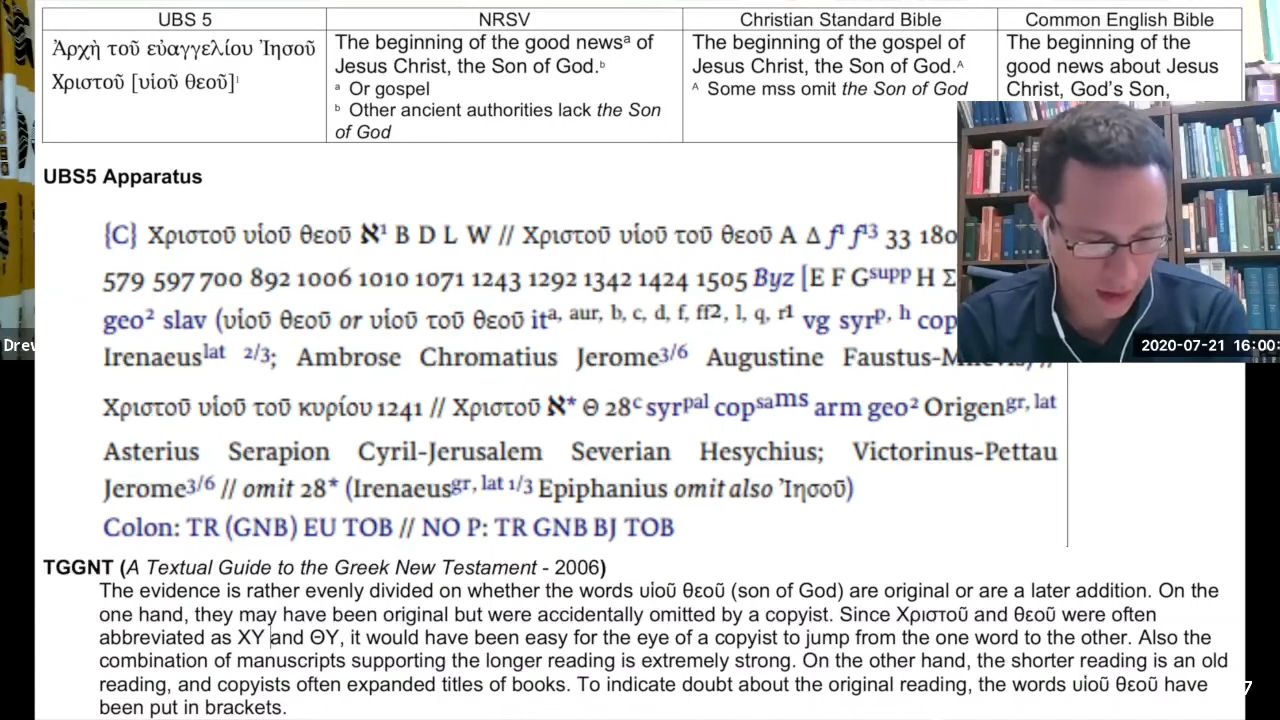 UBS 5
NRSV
Christian Standard Bible
Common English Bible
Ἀρχὴ τοῦ εὐαγγελίου Ἰησοῦ
Χριστοῦ [υἱοῦ θεοῦ]¹
The beginning of the good newsᵃ of
Jesus Christ, the Son of God.ᵇ
ᵃ Or gospel
ᵇ Other ancient authorities lack the Son
of God
The beginning of the gospel of
Jesus Christ, the Son of God.ᴬ
ᴬ Some mss omit the Son of God
The beginning of the
good news about Jesus
Christ, God’s Son,
UBS5 Apparatus
{C} Χριστοῦ υἱοῦ θεοῦ ℵ¹ B D L W // Χριστοῦ υἱοῦ τοῦ θεοῦ A Δ f¹ f¹³ 33 180
579 597 700 892 1006 1010 1071 1243 1292 1342 1424 1505 Byz [E F Gsupp H Σ
geo² slav (υἱοῦ θεοῦ or υἱοῦ τοῦ θεοῦ ita, aur, b, c, d, f, ff2, l, q, r1 vg syrp, h cop
Irenaeuslat 2/3; Ambrose Chromatius Jerome3/6 Augustine Faustus-Milevis) //
Χριστοῦ υἱοῦ τοῦ κυρίου 1241 // Χριστοῦ ℵ* Θ 28ᶜ syrpal copsams arm geo² Origengr, lat
Asterius Serapion Cyril-Jerusalem Severian Hesychius; Victorinus-Pettau
Jerome3/6 // omit 28* (Irenaeusgr, lat 1/3 Epiphanius omit also Ἰησοῦ)
Colon: TR (GNB) EU TOB // NO P: TR GNB BJ TOB
TGGNT (A Textual Guide to the Greek New Testament - 2006)
The evidence is rather evenly divided on whether the words υἱοῦ θεοῦ (son of God) are original or are a later addition. On the
one hand, they may have been original but were accidentally omitted by a copyist. Since Χριστοῦ and θεοῦ were often
abbreviated as ΧΥ and ΘΥ, it would have been easy for the eye of a copyist to jump from the one word to the other. Also the
combination of manuscripts supporting the longer reading is extremely strong. On the other hand, the shorter reading is an old
reading, and copyists often expanded titles of books. To indicate doubt about the original reading, the words υἱοῦ θεοῦ have
been put in brackets.
Drew
2020-07-21 16:00:
7